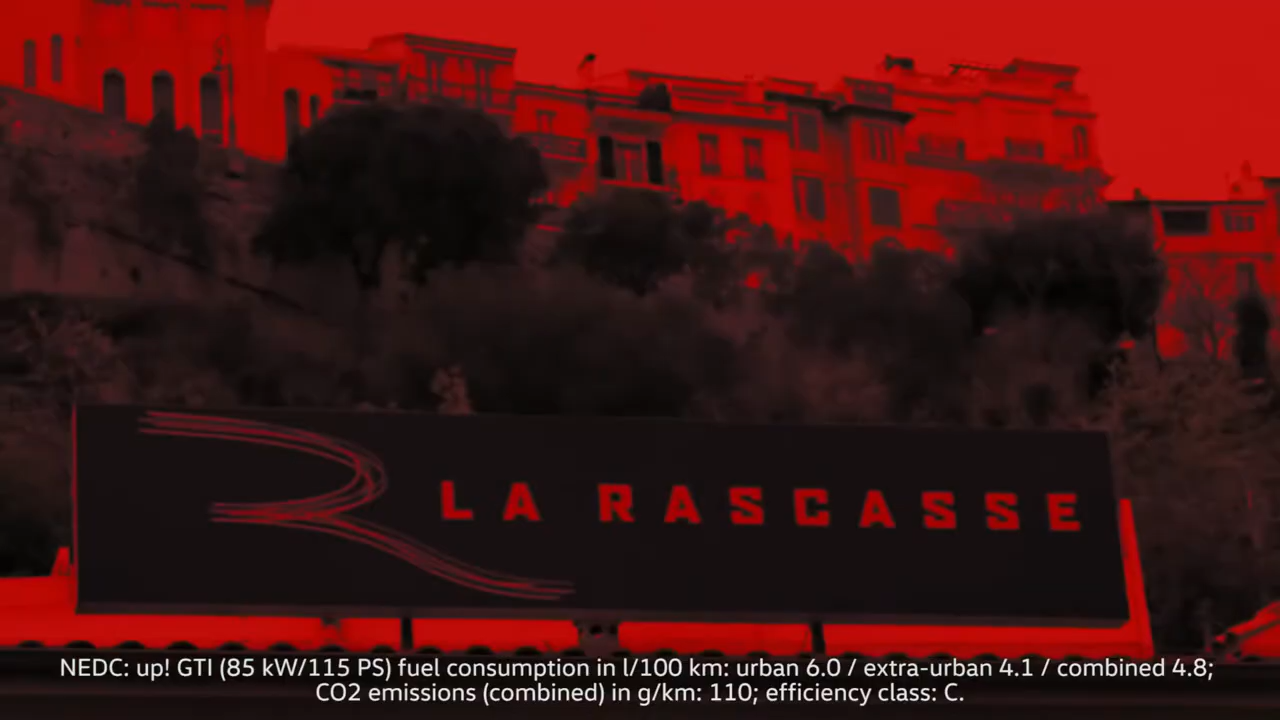 LA RASCASSE
NEDC: up! GTI (85 kW/115 PS) fuel consumption in l/100 km: urban 6.0 / extra-urban 4.1 / combined 4.8;
CO2 emissions (combined) in g/km: 110; efficiency class: C.